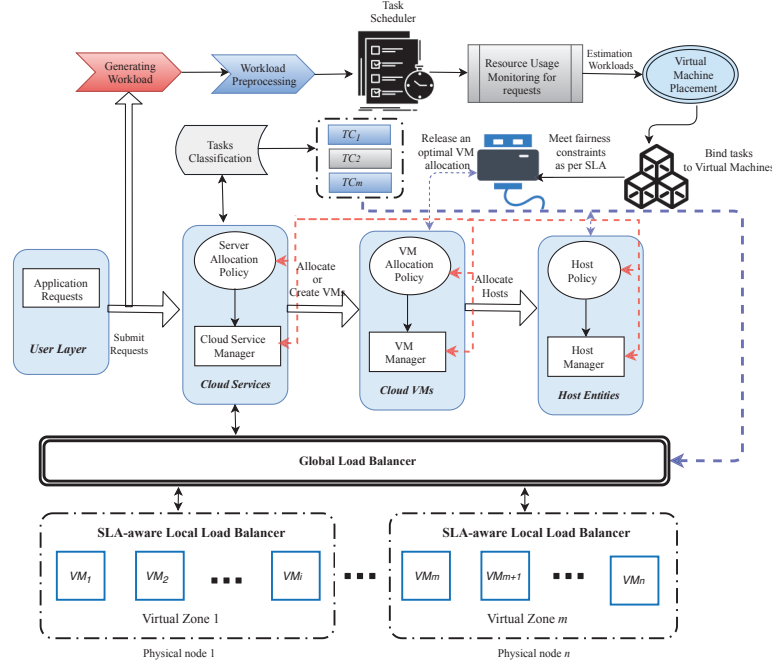 Task
Scheduler
Generating
Workload
Workload
Preprocessing
Resource Usage
Monitoring for
requests
Estimation
Workloads
Virtual
Machine
Placement
Tasks
Classification
TC1
TC2
TCm
Release an
optimal VM
allocation
Meet fairness
constraints
as per SLA
Bind tasks
to Virtual Machines
Application
Requests
User Layer
Submit
Requests
Server
Allocation
Policy
Cloud Service
Manager
Cloud Services
Allocate
or
Create VMs
VM
Allocation
Policy
VM
Manager
Cloud VMs
Allocate
Hosts
Host
Policy
Host
Manager
Host Entities
Global Load Balancer
SLA-aware Local Load Balancer
VM1
VM2
VMi
Virtual Zone 1
Physical node 1
SLA-aware Local Load Balancer
VMm
VMm+1
VMn
Virtual Zone m
Physical node n